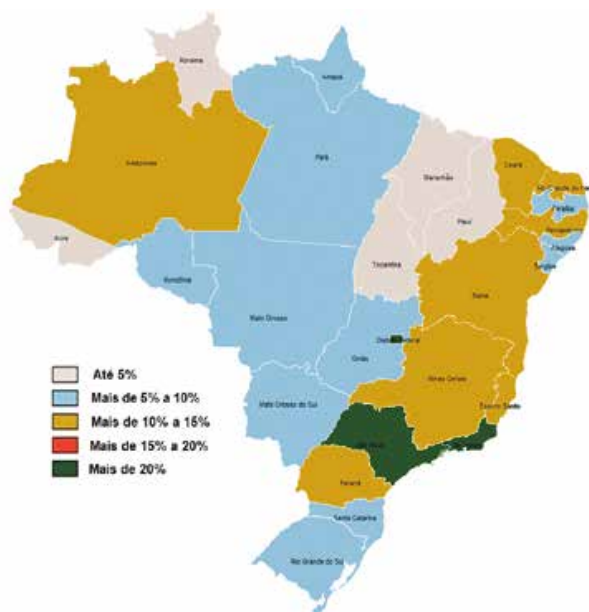 Roraima
Amapá
Amazonas
Pará
Maranhão
Ceará
Paraíba
Piauí
Acre
Tocantins
Alagoas
Sergipe
Rondônia
Bahia
Mato Grosso
Goiás
Minas Gerais
Mato Grosso do Sul
Espírito Santo
São Paulo
Paraná
Santa Catarina
Rio Grande do Sul
Até 5%
Mais de 5% a 10%
Mais de 10% a 15%
Mais de 15% a 20%
Mais de 20%